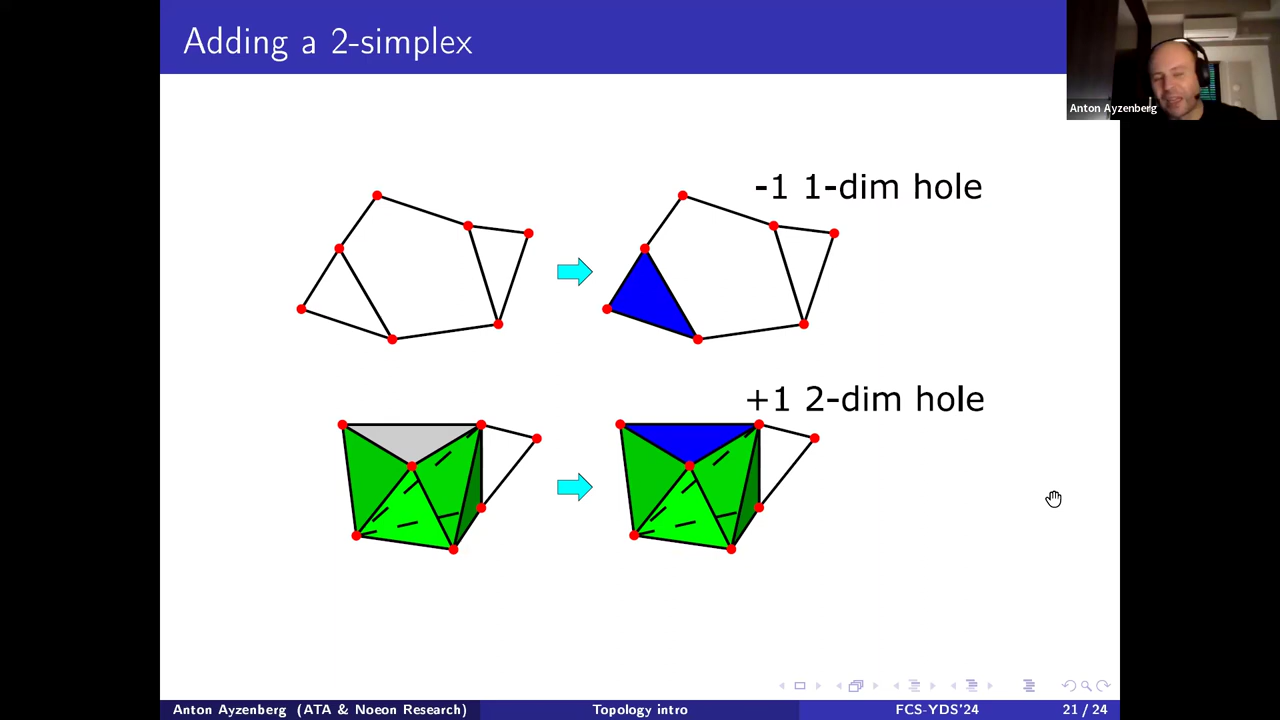 Adding a 2-simplex
Anton Ayzenberg
-1 1-dim hole
+1 2-dim hole
Anton Ayzenberg (ATA & Noeon Research)
Topology intro
FCS-YDS'24
21 / 24